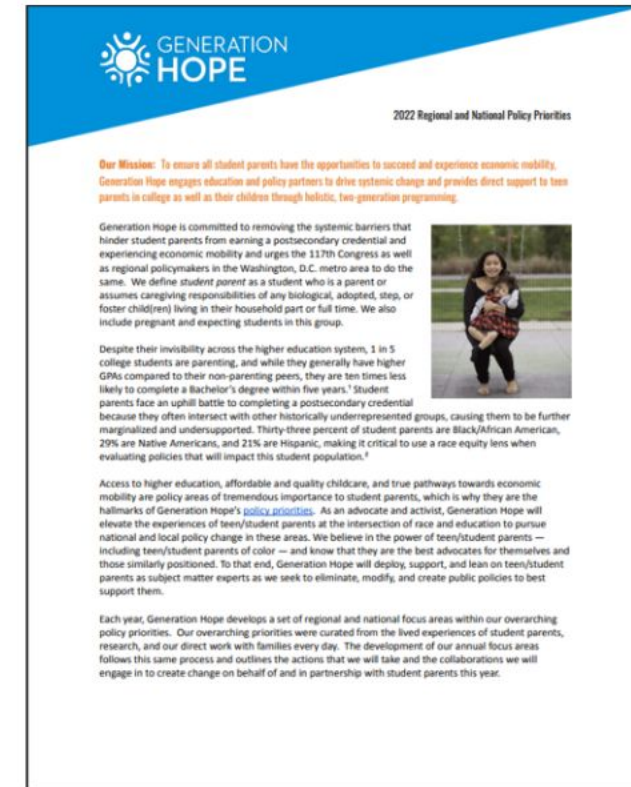 GENERATION
HOPE
2022 Regional and National Policy Priorities
Our Mission: To ensure all student parents have the opportunities to succeed and experience economic mobility,
Generation Hope engages education and policy partners to drive systemic change and provides direct support to teen
parents in college as well as their children through holistic, two-generation programming.
Generation Hope is committed to removing the systemic barriers that
hinder student parents from earning a postsecondary credential and
experiencing economic mobility and urges the 117th Congress as well
as regional policymakers in the Washington, D.C. metro area to do the
same. We define student parent as a student who is a parent or
assumes caregiving responsibilities of any biological, adopted, step, or
foster child(ren) living in their household part or full time. We also
include pregnant and expecting students in this group.
Despite their invisibility across the higher education system, 1 in 5
college students are parenting, and while they generally have higher
GPAs compared to their non-parenting peers, they are ten times less
likely to complete a Bachelor's degree within five years.¹ Student
parents face an uphill battle to completing a postsecondary credential
because they often intersect with other historically underrepresented groups, causing them to be further
marginalized and undersupported. Thirty-three percent of student parents are Black/African American,
29% are Native Americans, and 21% are Hispanic, making it critical to use a race equity lens when
evaluating policies that will impact this student population.²
Access to higher education, affordable and quality childcare, and true pathways towards economic
mobility are policy areas of tremendous importance to student parents, which is why they are the
hallmarks of Generation Hope's policy priorities. As an advocate and activist, Generation Hope will
elevate the experiences of teen/student parents at the intersection of race and education to pursue
national and local policy change in these areas. We believe in the power of teen/student parents —
including teen/student parents of color — and know that they are the best advocates for themselves and
those similarly positioned. To that end, Generation Hope will deploy, support, and lean on teen/student
parents as subject matter experts as we seek to eliminate, modify, and create public policies to best
support them.
Each year, Generation Hope develops a set of regional and national focus areas within our overarching
policy priorities. Our overarching priorities were curated from the lived experiences of student parents,
research, and our direct work with families every day. The development of our annual focus areas
follows this same process and outlines the actions that we will take and the collaborations we will
engage in to create change on behalf of and in partnership with student parents this year.